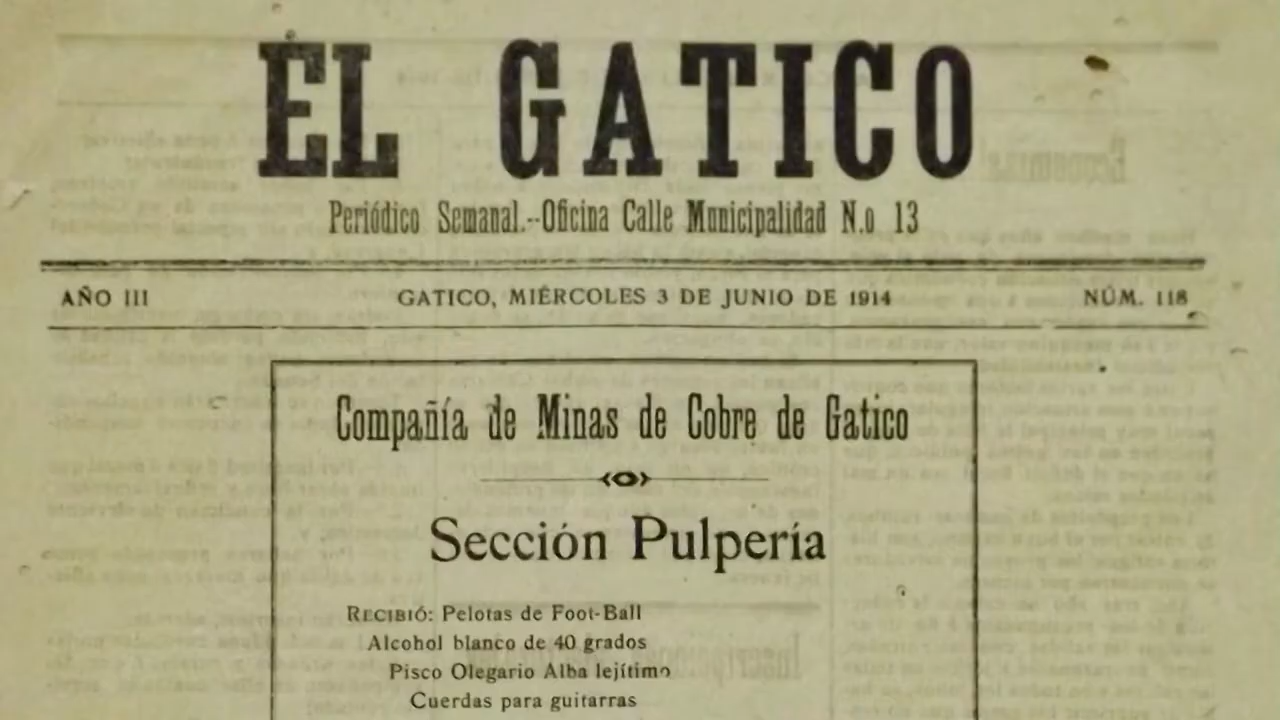 EL GATICO
Periódico Semanal.--Oficina Calle Municipalidad N.o 13
AÑO III GATICO, MIÉRCOLES 3 DE JUNIO DE 1914 NÚM. 118
Compañía de Minas de Cobre de Gatico
Sección Pulpería
RECIBIÓ: Pelotas de Foot-Ball
Alcohol blanco de 40 grados
Pisco Olegario Alba lejítimo
Cuerdas para guitarras